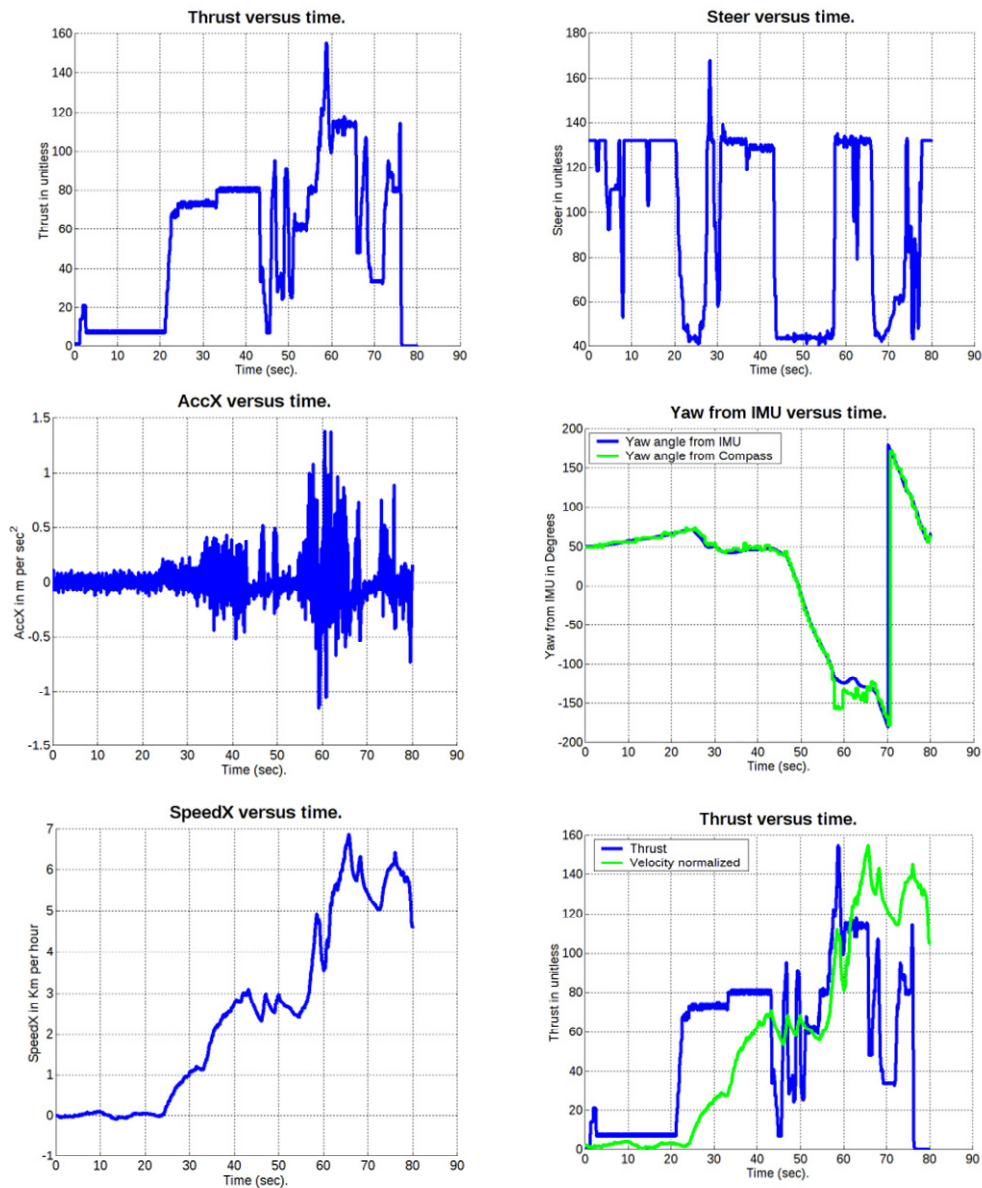 Thrust versus time.
160
140
120
100
80
60
40
20
0
Thrust in unitless
0 10 20 30 40 50 60 70 80 90
Time (sec).
Steer versus time.
180
160
140
120
100
80
60
40
Steer in unitless
0 10 20 30 40 50 60 70 80 90
Time (sec).
AccX versus time.
1.5
1
0.5
0
-0.5
-1
-1.5
AccX in m per sec²
0 10 20 30 40 50 60 70 80 90
Time (sec).
Yaw from IMU versus time.
Yaw angle from IMU
Yaw angle from Compass
200
150
100
50
0
-50
-100
-150
-200
Yaw from IMU in Degrees
0 10 20 30 40 50 60 70 80 90
Time (sec).
SpeedX versus time.
7
6
5
4
3
2
1
0
-1
SpeedX in Km per hour
0 10 20 30 40 50 60 70 80 90
Time (sec).
Thrust versus time.
Thrust
Velocity normalized
160
140
120
100
80
60
40
20
0
Thrust in unitless
0 10 20 30 40 50 60 70 80 90
Time (sec).